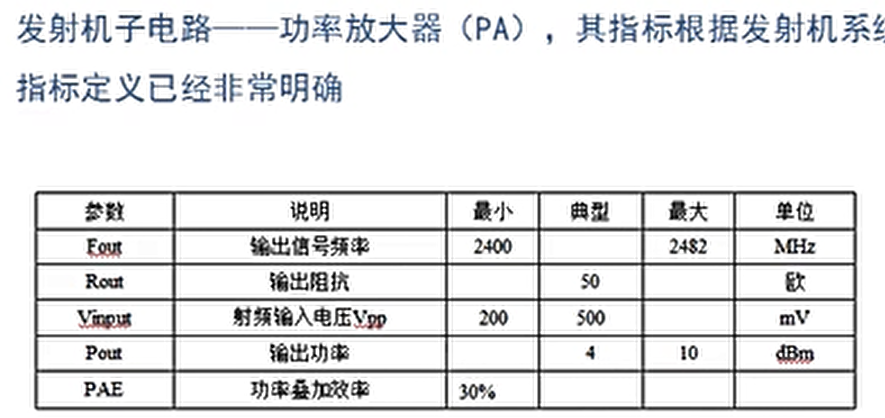 发射机子电路——功率放大器（PA），其指标根据发射机系统
指标定义已经非常明确
参数 说明 最小 典型 最大 单位
Fout 输出信号频率 2400 2482 MHz
Rout 输出阻抗 50 欧
Vinput 射频输入电压Vpp 200 500 mV
Pout 输出功率 4 10 dBm
PAE 功率叠加效率 30%